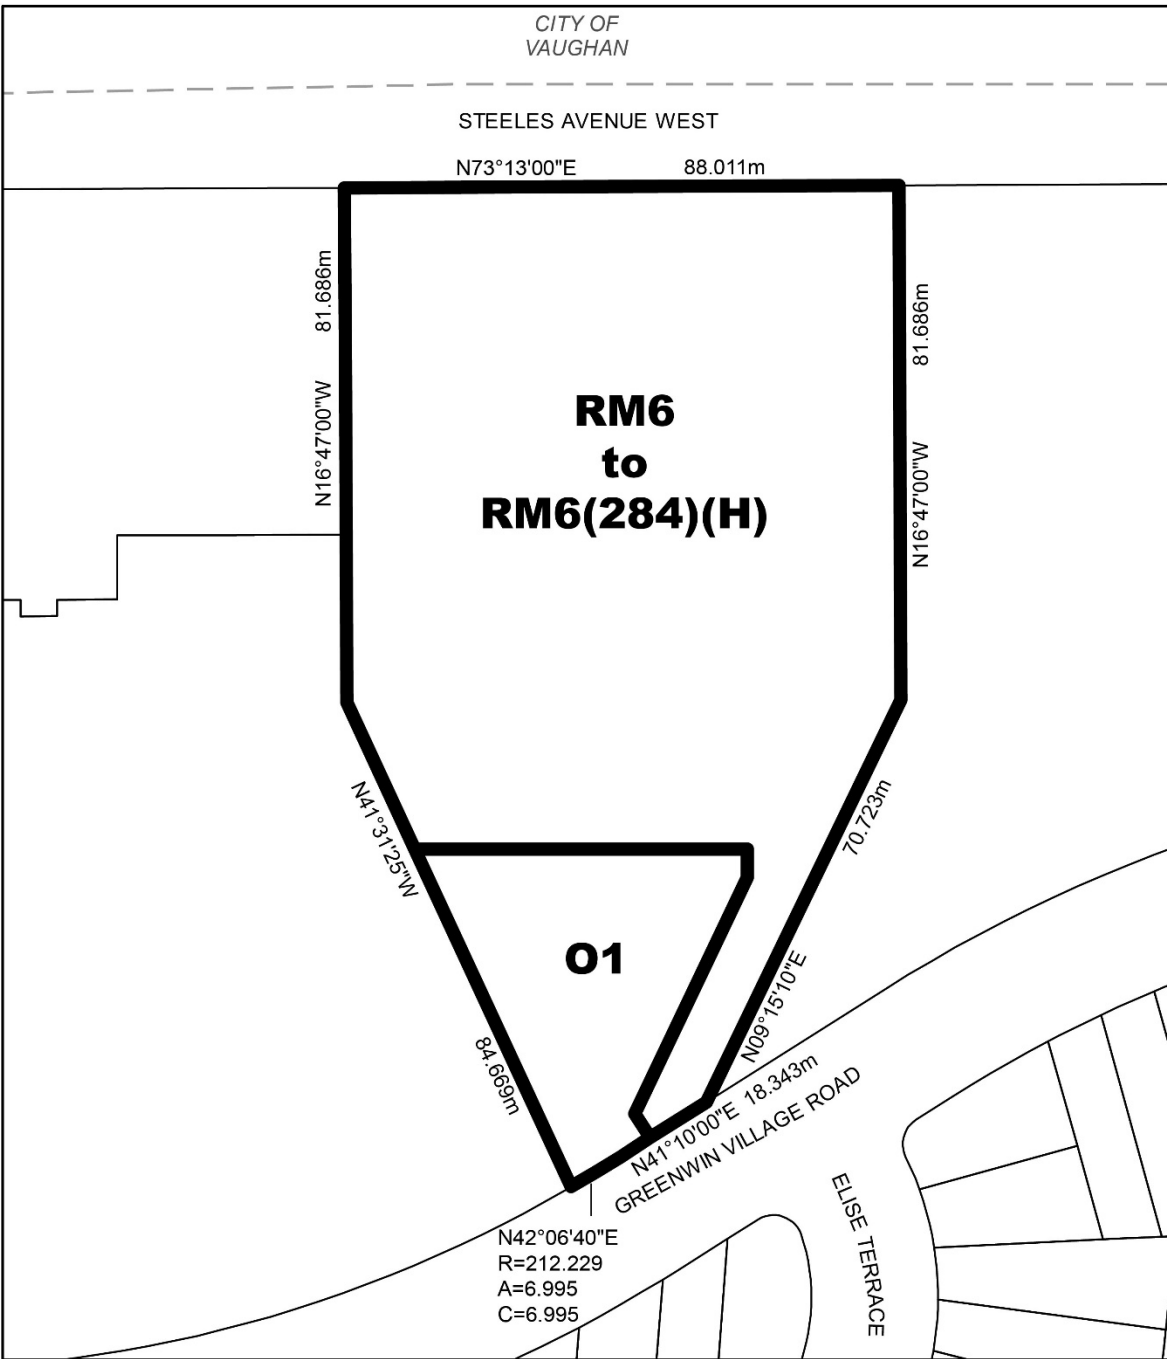 CITY OF
VAUGHAN
STEELES AVENUE WEST
N73°13'00"E 88.011m
81.686m
N16°47'00"W
81.686m
N16°47'00"W
RM6
to
RM6(284)(H)
N41°31'25"W
84.669m
70.723m
N09°15'10"E
O1
N41°10'00"E 18.343m
GREENWIN VILLAGE ROAD
ELISE TERRACE
N42°06'40"E
R=212.229
A=6.995
C=6.995